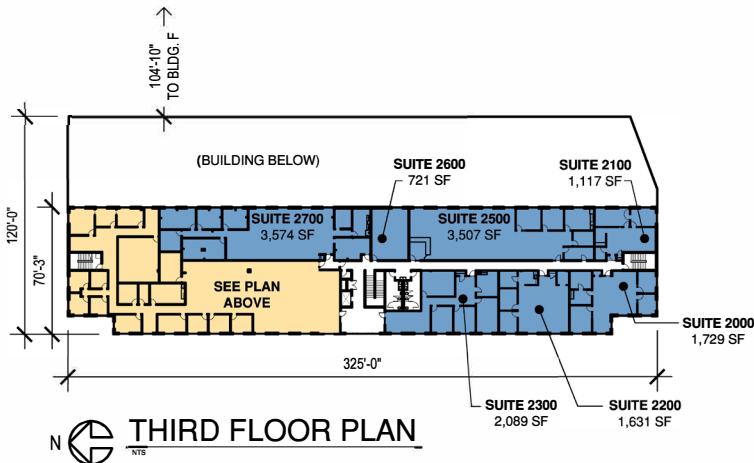 104'-10"
TO BLDG. F
(BUILDING BELOW)
SUITE 2600
721 SF
SUITE 2100
1,117 SF
120'-0"
70'-3"
SUITE 2700
3,574 SF
SUITE 2500
3,507 SF
SEE PLAN
ABOVE
SUITE 2000
1,729 SF
325'-0"
SUITE 2300
2,089 SF
SUITE 2200
1,631 SF
N
THIRD FLOOR PLAN
NTS